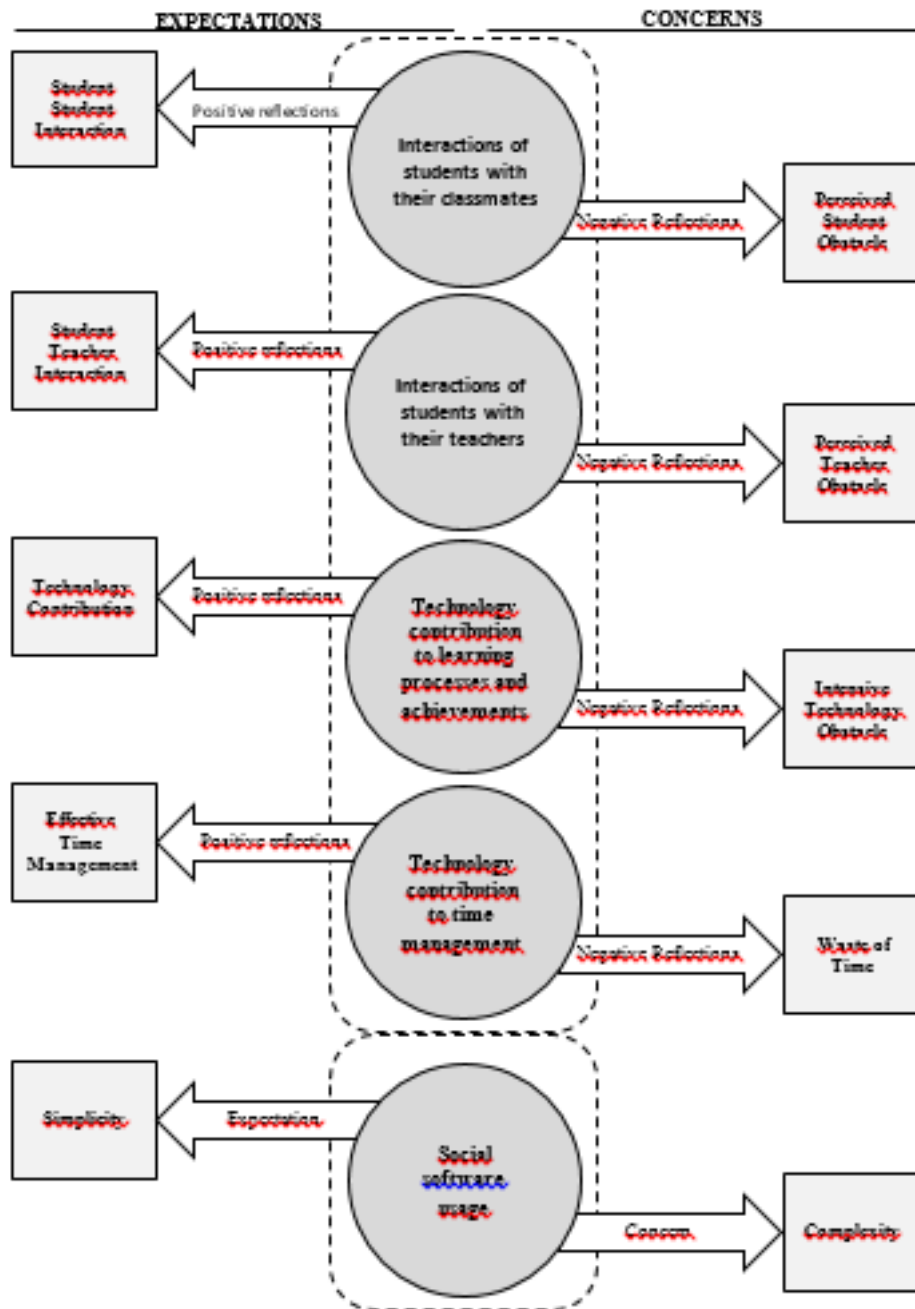 EXPECTATIONS
CONCERNS
Student
Student
Interaction
Positive reflections
Interactions of
students with
their classmates
Negative Reflections
Perceived
Student
Obstacle
Student
Teacher
Interaction
Positive reflections
Interactions of
students with
their teachers
Negative Reflections
Perceived
Teacher
Obstacle
Technology
Contribution
Positive reflections
Technology
contribution
to learning
processes and
achievements
Negative Reflections
Intensive
Technology
Obstacle
Effective
Time
Management
Positive reflections
Technology
contribution
to time
management
Negative Reflections
Waste of
Time
Simplicity
Expectation
Social
software
usage
Concern
Complexity